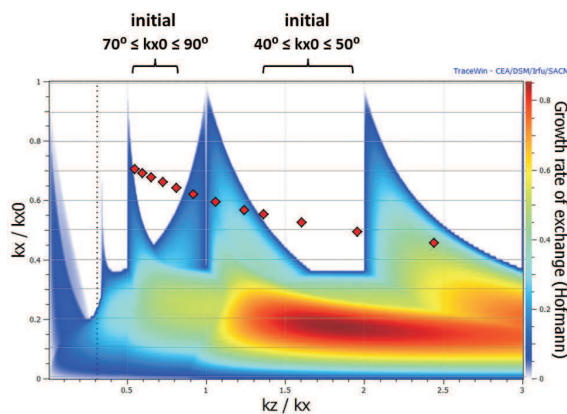 initial
70° ≤ kx0 ≤ 90°
initial
40° ≤ kx0 ≤ 50°
TraceWin - CEA/DSM/Irfu/SACM
1
0.8
0.6
0.4
0.2
0
kx / kx0
0.5
1
1.5
2
2.5
3
kz / kx
0.8
0.6
0.4
0.2
0
Growth rate of exchange (Hofmann)